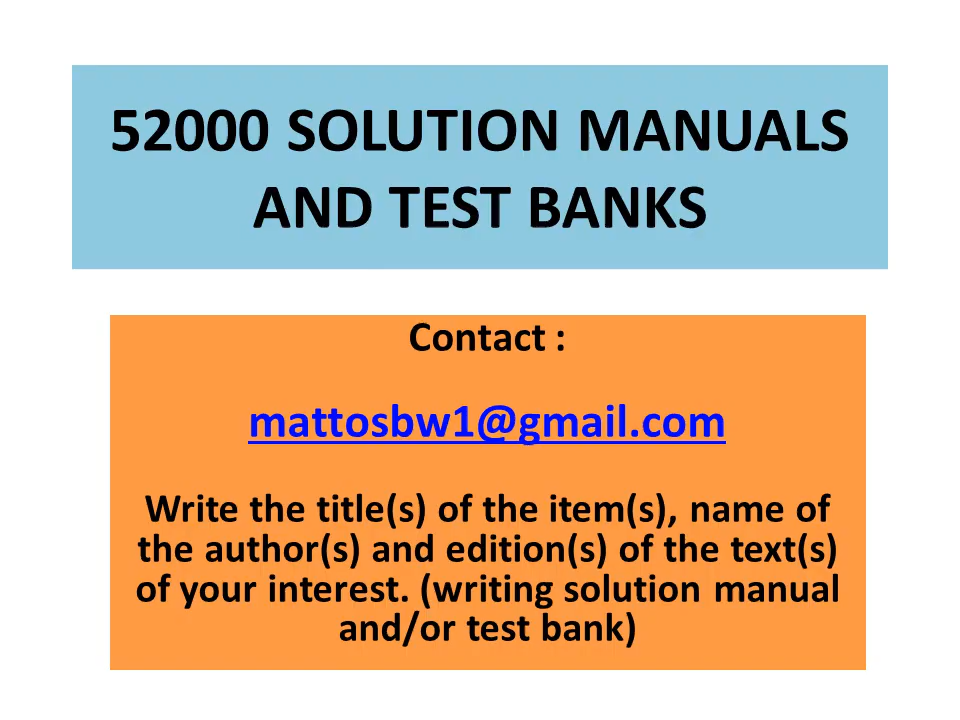 52000 SOLUTION MANUALS
AND TEST BANKS
Contact :
mattosbw1@gmail.com
Write the title(s) of the item(s), name of
the author(s) and edition(s) of the text(s)
of your interest. (writing solution manual
and/or test bank)